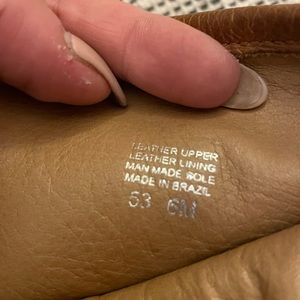 LEATHER UPPER
LEATHER LINING
MAN MADE SOLE
MADE IN BRAZIL
53 6M